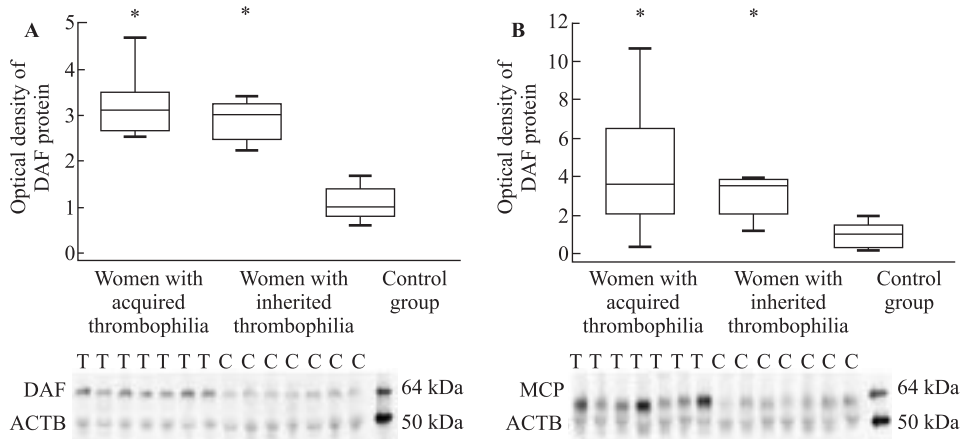 A
*
*
Optical density of
DAF protein
5
4
3
2
1
0
Women with
acquired
thrombophilia
Women with
inherited
thrombophilia
Control
group
T T T T T T T C C C C C C C
DAF
64 kDa
ACTB
50 kDa
B
*
*
Optical density of
DAF protein
12
10
8
6
4
2
0
Women with
acquired
thrombophilia
Women with
inherited
thrombophilia
Control
group
T T T T T T T C C C C C C C
MCP
64 kDa
ACTB
50 kDa